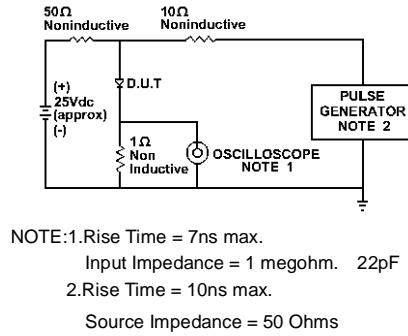 50Ω
Noninductive
10Ω
Noninductive
D.U.T
(+)
25Vdc
(approx)
(-)
PULSE
GENERATOR
NOTE 2
1Ω
Non
Inductive
OSCILLOSCOPE
NOTE 1
NOTE:1.Rise Time = 7ns max.
Input Impedance = 1 megohm. 22pF
2.Rise Time = 10ns max.
Source Impedance = 50 Ohms